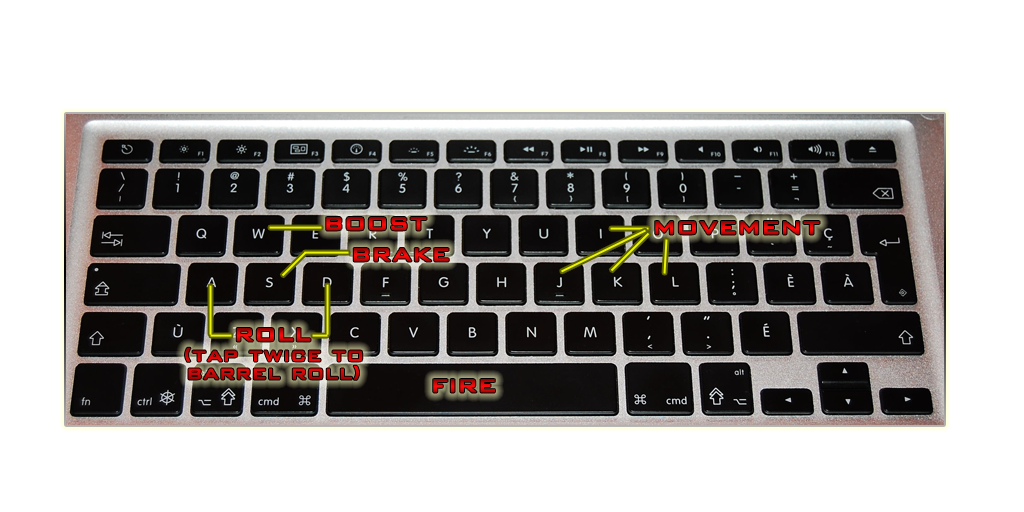 F1 F2 F3 F4 F5 F6 F7 F8 F9 F10 F11 F12
\ ! @ # $ % ? & * ( ) - +
/ 1 2 3 4 5 6 7 8 9 0 - =
Q W BOOST Y U I MOVEMENT Ç
BRAKE
A S D F G H J K L : ; È À
Ù ROLL C V B N M ' " É
(TAP TWICE TO
BARREL ROLL)
FIRE
alt
fn ctrl cmd cmd